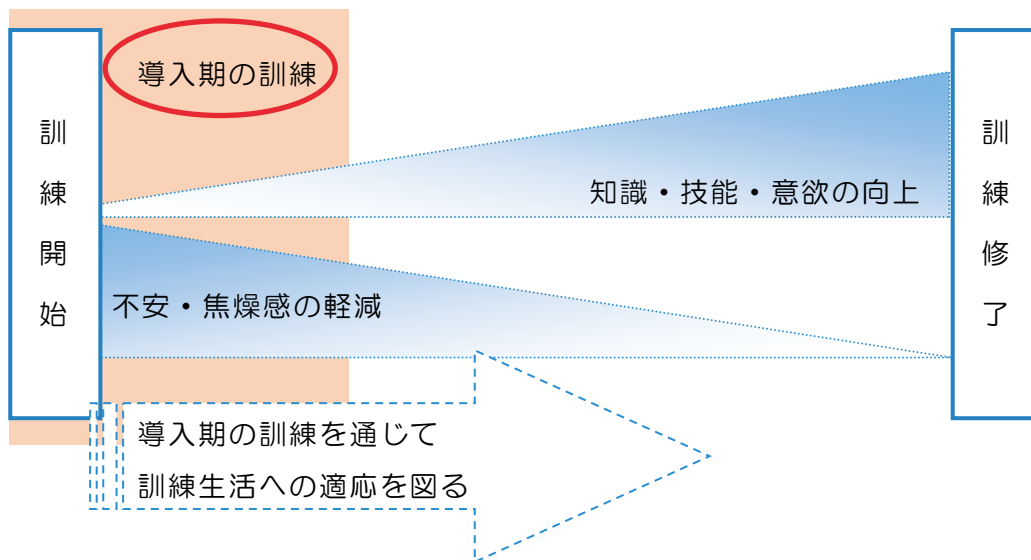 訓練開始
導入期の訓練
知識・技能・意欲の向上
不安・焦燥感の軽減
導入期の訓練を通じて
訓練生活への適応を図る
訓練修了